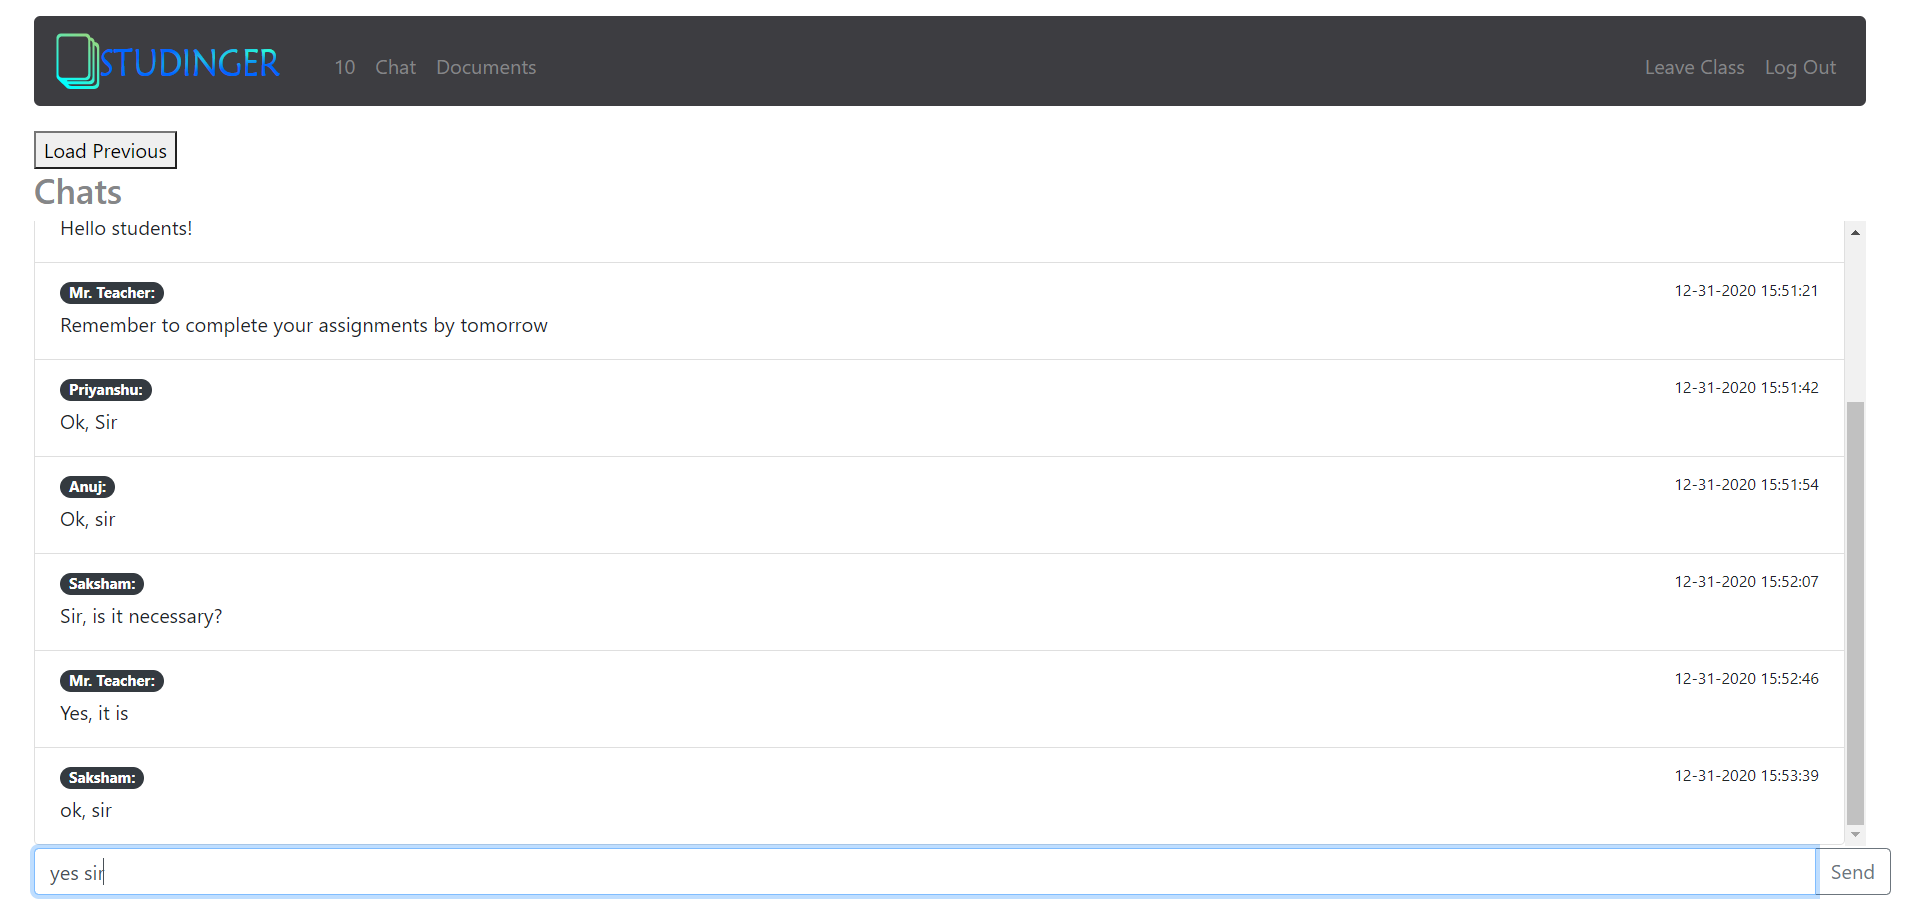 STUDINGER 10 Chat Documents Leave Class Log Out
Load Previous
Chats
Hello students!
Mr. Teacher: 12-31-2020 15:51:21
Remember to complete your assignments by tomorrow
Priyanshu: 12-31-2020 15:51:42
Ok, Sir
Anuj: 12-31-2020 15:51:54
Ok, sir
Saksham: 12-31-2020 15:52:07
Sir, is it necessary?
Mr. Teacher: 12-31-2020 15:52:46
Yes, it is
Saksham: 12-31-2020 15:53:39
ok, sir
yes sir Send